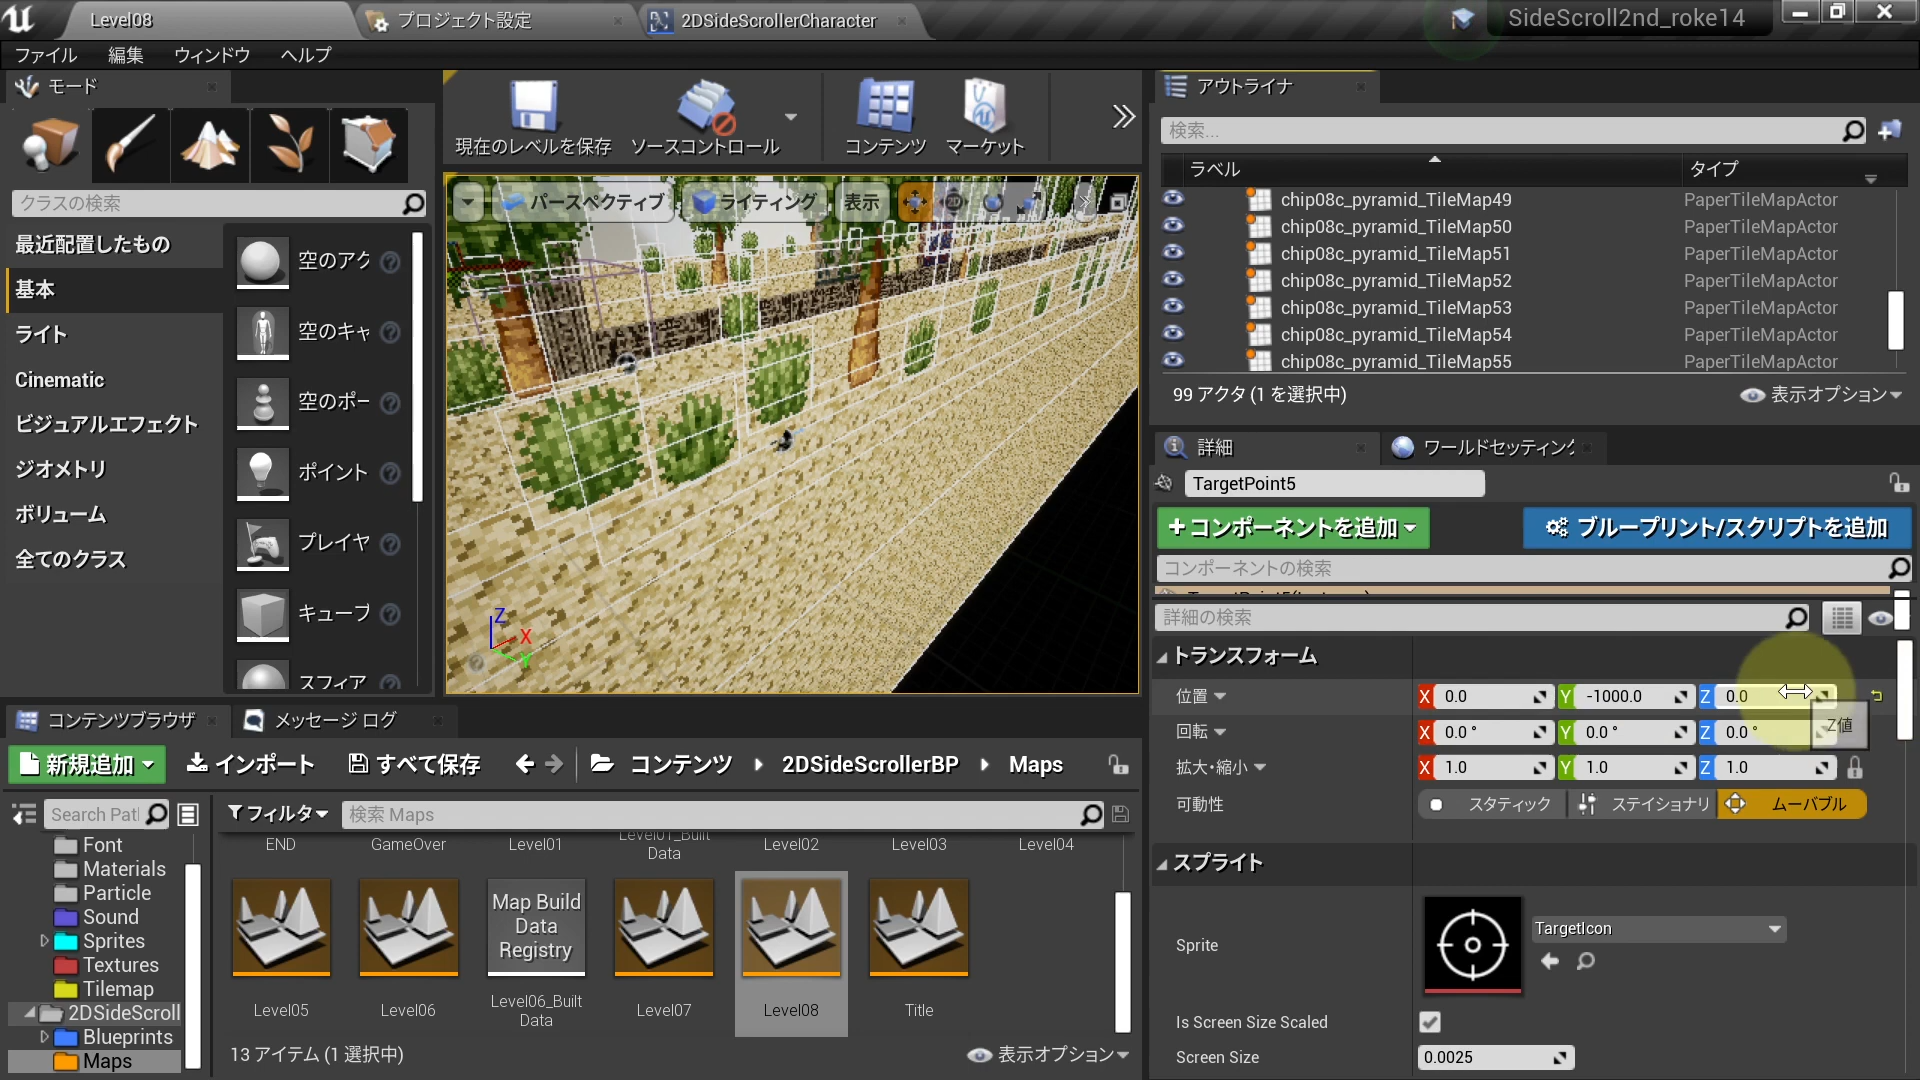 Level08
プロジェクト設定
2DSideScrollerCharacter
SideScroll2nd_roke14
ファイル
編集
ウィンドウ
ヘルプ
モード
現在のレベルを保存
ソースコントロール
コンテンツ
マーケット
クラスの検索
最近配置したもの
基本
ライト
Cinematic
ビジュアルエフェクト
ジオメトリ
ボリューム
全てのクラス
空のアク
空のキャ
空のポー
ポイント
プレイヤ
キューブ
スフィア
パースペクティブ
ライティング
表示
Z
X
Y
アウトライナ
検索...
ラベル
タイプ
chip08c_pyramid_TileMap49 PaperTileMapActor
chip08c_pyramid_TileMap50 PaperTileMapActor
chip08c_pyramid_TileMap51 PaperTileMapActor
chip08c_pyramid_TileMap52 PaperTileMapActor
chip08c_pyramid_TileMap53 PaperTileMapActor
chip08c_pyramid_TileMap54 PaperTileMapActor
chip08c_pyramid_TileMap55 PaperTileMapActor
99 アクタ (1 を選択中)
表示オプション
詳細
ワールドセッティング
TargetPoint5
+コンポーネントを追加
ブループリント/スクリプトを追加
コンポーネントの検索
詳細の検索
トランスフォーム
位置 X 0.0 Y -1000.0 Z 0.0
Z値
回転 X 0.0 ° Y 0.0 ° Z 0.0 °
拡大・縮小 X 1.0 Y 1.0 Z 1.0
可動性 スタティック ステイショナリ ムーバブル
スプライト
Sprite
TargetIcon
Is Screen Size Scaled
Screen Size 0.0025
コンテンツブラウザ
メッセージ ログ
新規追加
インポート
すべて保存
コンテンツ
2DSideScrollerBP
Maps
Search Pat
フィルタ
検索 Maps
Font
Materials
Particle
Sound
Sprites
Textures
Tilemap
2DSideScroll
Blueprints
Maps
END
GameOver
Level01
Level01_Built
Data
Level02
Level03
Level04
Map Build
Data
Registry
Level05
Level06
Level06_Built
Data
Level07
Level08
Title
13 アイテム (1 選択中)
表示オプション